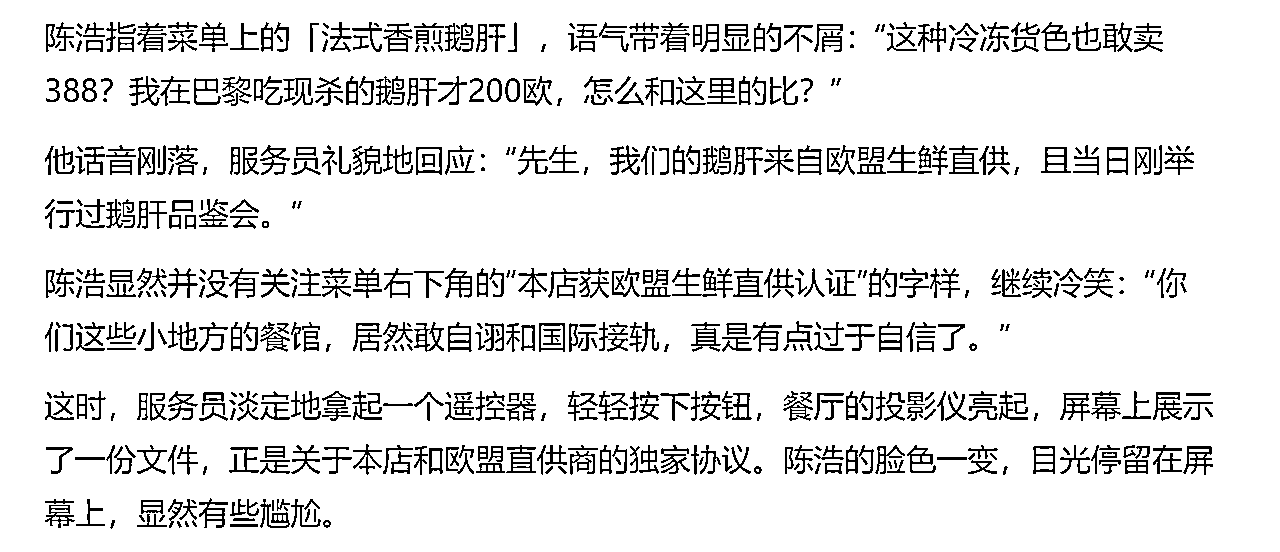 陈浩指着菜单上的「法式香煎鹅肝」，语气带着明显的不屑：“这种冷冻货色也敢卖
388？我在巴黎吃现杀的鹅肝才200欧，怎么和这里的比？”
他话音刚落，服务员礼貌地回应：“先生，我们的鹅肝来自欧盟生鲜直供，且当日刚举
行过鹅肝品鉴会。”
陈浩显然并没有关注菜单右下角的“本店获欧盟生鲜直供认证”的字样，继续冷笑：“你
们这些小地方的餐馆，居然敢自诩和国际接轨，真是有点过于自信了。”
这时，服务员淡定地拿起一个遥控器，轻轻按下按钮，餐厅的投影仪亮起，屏幕上展示
了一份文件，正是关于本店和欧盟直供商的独家协议。陈浩的脸色一变，目光停留在屏
幕上，显然有些尴尬。